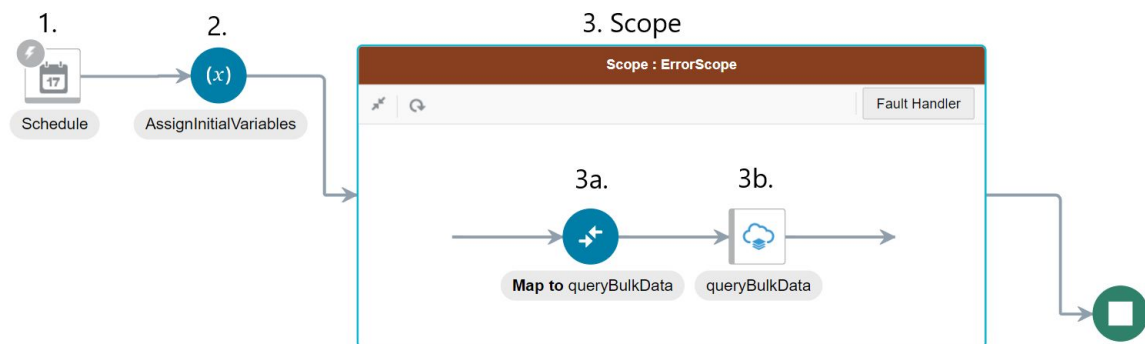 1.
2.
3. Scope
17
(x)
Schedule
AssignInitialVariables
Scope : ErrorScope
Fault Handler
3a.
3b.
Map to queryBulkData
queryBulkData